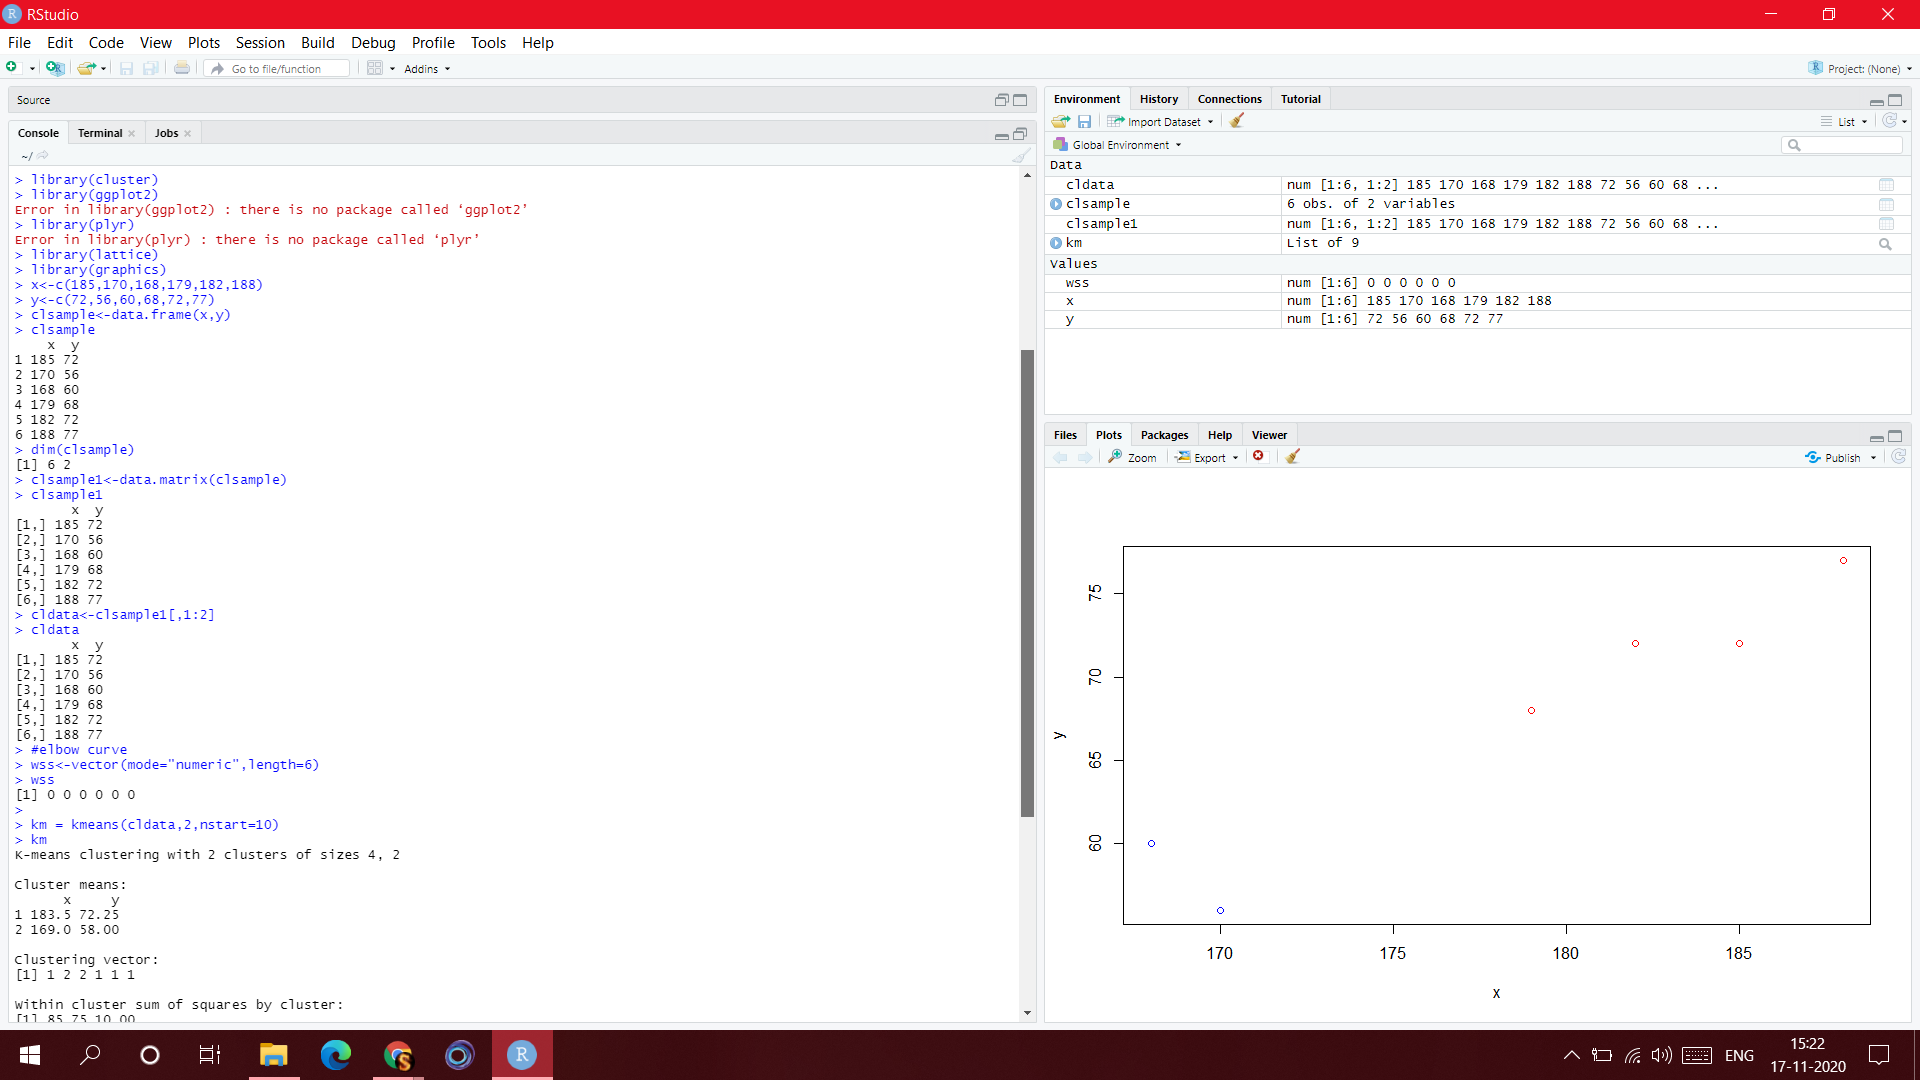 RStudio
File Edit Code View Plots Session Build Debug Profile Tools Help
Go to file/function Addins Project: (None)
Source
Console Terminal Jobs
~/
> library(cluster)
> library(ggplot2)
Error in library(ggplot2) : there is no package called ‘ggplot2’
> library(plyr)
Error in library(plyr) : there is no package called ‘plyr’
> library(lattice)
> library(graphics)
> x<-c(185,170,168,179,182,188)
> y<-c(72,56,60,68,72,77)
> clsample<-data.frame(x,y)
> clsample
x y
1 185 72
2 170 56
3 168 60
4 179 68
5 182 72
6 188 77
> dim(clsample)
[1] 6 2
> clsample1<-data.matrix(clsample)
> clsample1
x y
[1,] 185 72
[2,] 170 56
[3,] 168 60
[4,] 179 68
[5,] 182 72
[6,] 188 77
> cldata<-clsample1[,1:2]
> cldata
x y
[1,] 185 72
[2,] 170 56
[3,] 168 60
[4,] 179 68
[5,] 182 72
[6,] 188 77
> #elbow curve
> wss<-vector(mode="numeric",length=6)
> wss
[1] 0 0 0 0 0 0
>
> km = kmeans(cldata,2,nstart=10)
> km
K-means clustering with 2 clusters of sizes 4, 2
Cluster means:
x y
1 183.5 72.25
2 169.0 58.00
Clustering vector:
[1] 1 2 2 1 1 1
Within cluster sum of squares by cluster:
[1] 85.75 10.00
Environment History Connections Tutorial
Import Dataset List
Global Environment
Data
cldata num [1:6, 1:2] 185 170 168 179 182 188 72 56 60 68 ...
clsample 6 obs. of 2 variables
clsample1 num [1:6, 1:2] 185 170 168 179 182 188 72 56 60 68 ...
km List of 9
Values
wss num [1:6] 0 0 0 0 0 0
x num [1:6] 185 170 168 179 182 188
y num [1:6] 72 56 60 68 72 77
Files Plots Packages Help Viewer
Zoom Export Publish
75
70
65
60
y
170 175 180 185
x
ENG
15:22
17-11-2020